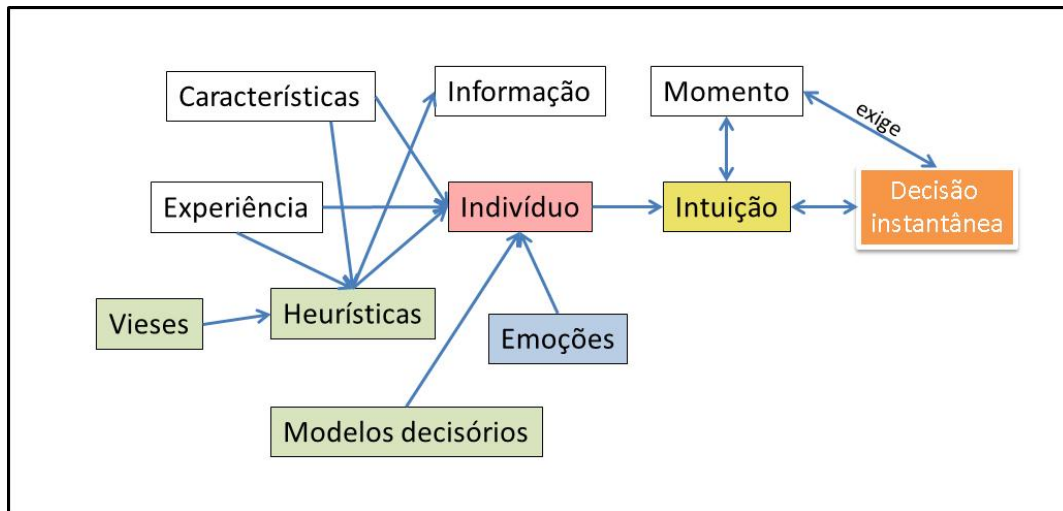 Características
Informação
Momento
exige
Experiência
Indivíduo
Intuição
Decisão
instantânea
Vieses
Heurísticas
Emoções
Modelos decisórios